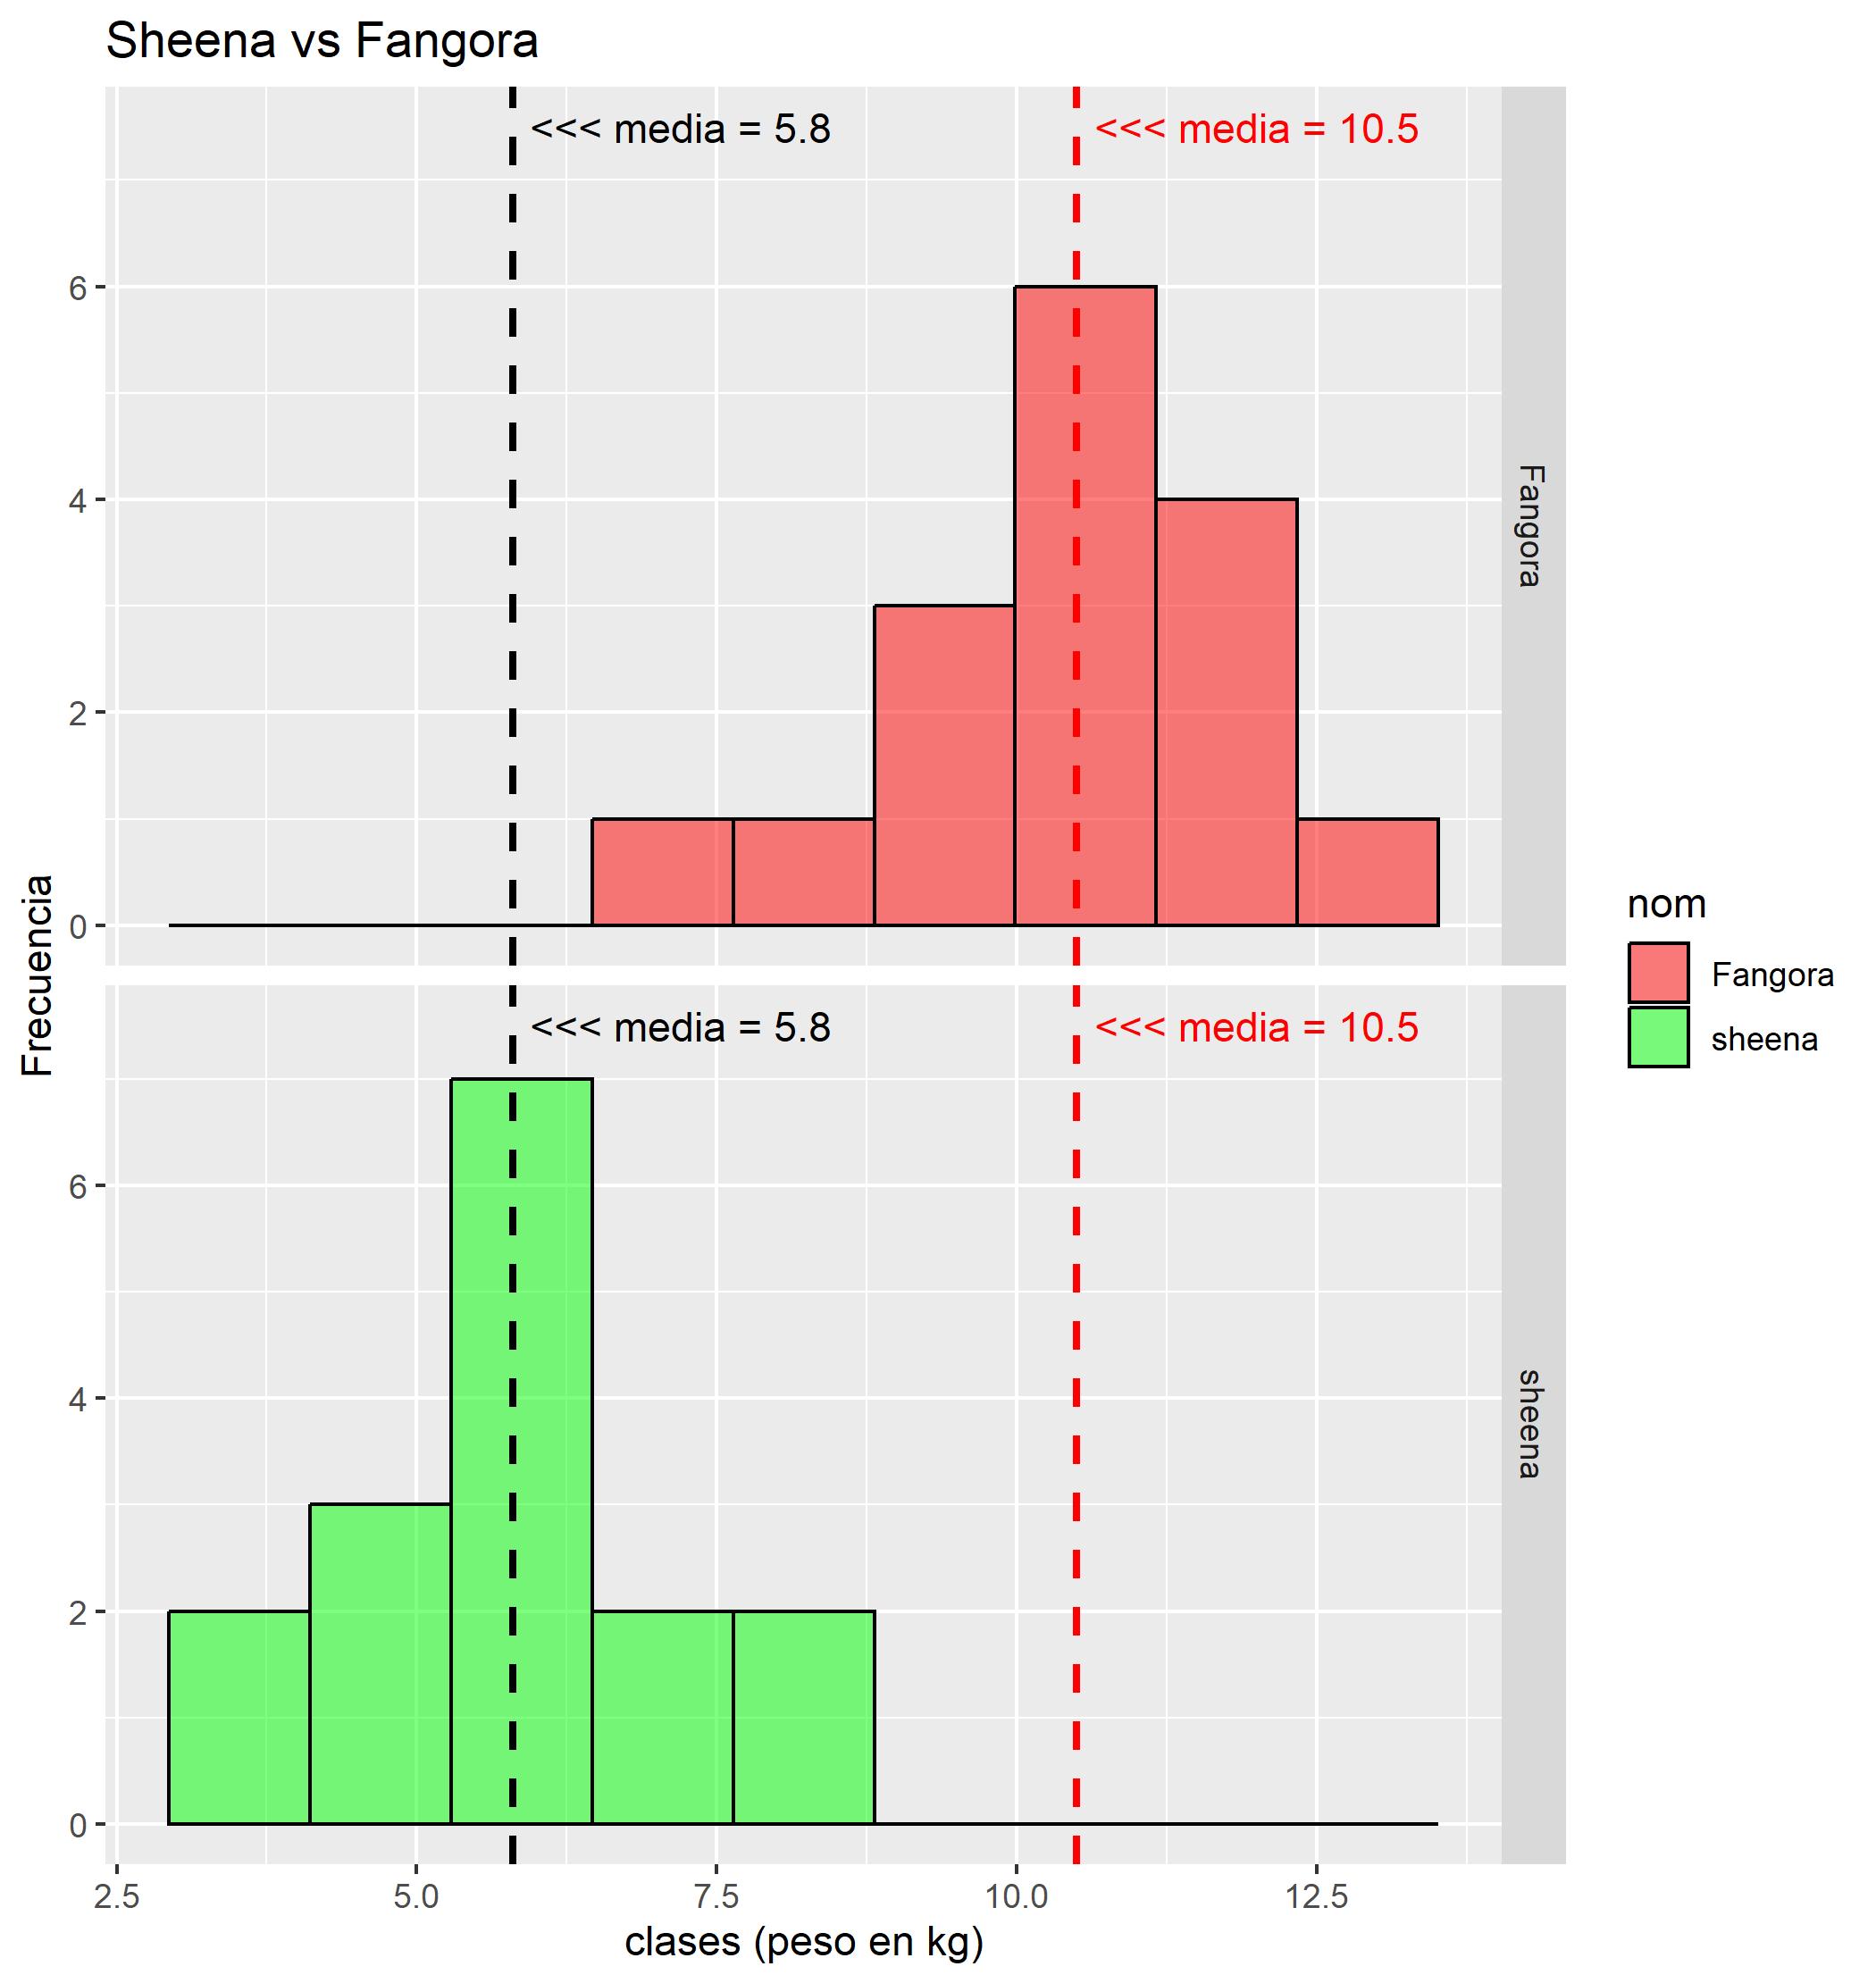 Sheena vs Fangora
<<< media = 5.8
<<< media = 10.5
6
4
2
0
Fangora
<<< media = 5.8
<<< media = 10.5
6
4
2
0
sheena
Frecuencia
2.5
5.0
7.5
10.0
12.5
clases (peso en kg)
nom
Fangora
sheena